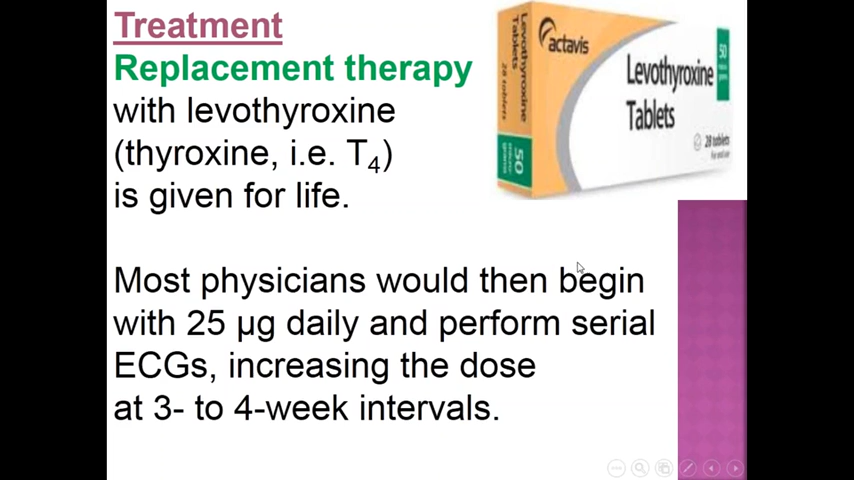 Treatment
Replacement therapy
with levothyroxine
(thyroxine, i.e. T4)
is given for life.
Most physicians would then begin
with 25 µg daily and perform serial
ECGs, increasing the dose
at 3- to 4-week intervals.
actavis
Levothyroxine
Tablets
50
28 tablets
Levothyroxine
Tablets
28 tablets
50